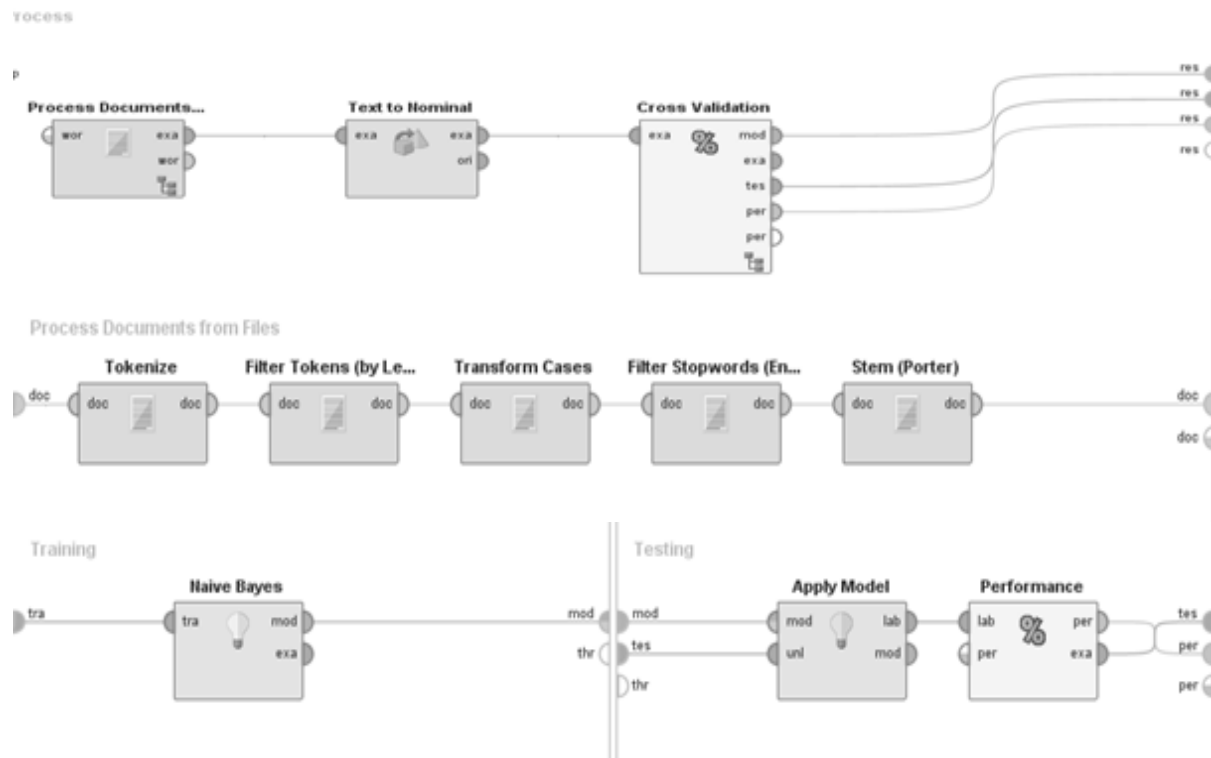 rocess
p
res
res
res
res
Process Documents... Text to Nominal Cross Validation
wor exa exa exa exa mod
wor ori exa
tes
per
per
Process Documents from Files
Tokenize Filter Tokens (by Le... Transform Cases Filter Stopwords (En... Stem (Porter)
doc doc doc doc doc doc doc doc doc doc doc doc
doc
Training Testing
Naive Bayes Apply Model Performance
tra tra mod mod mod mod lab lab per tes
exa thr tes unl mod per exa per
thr per